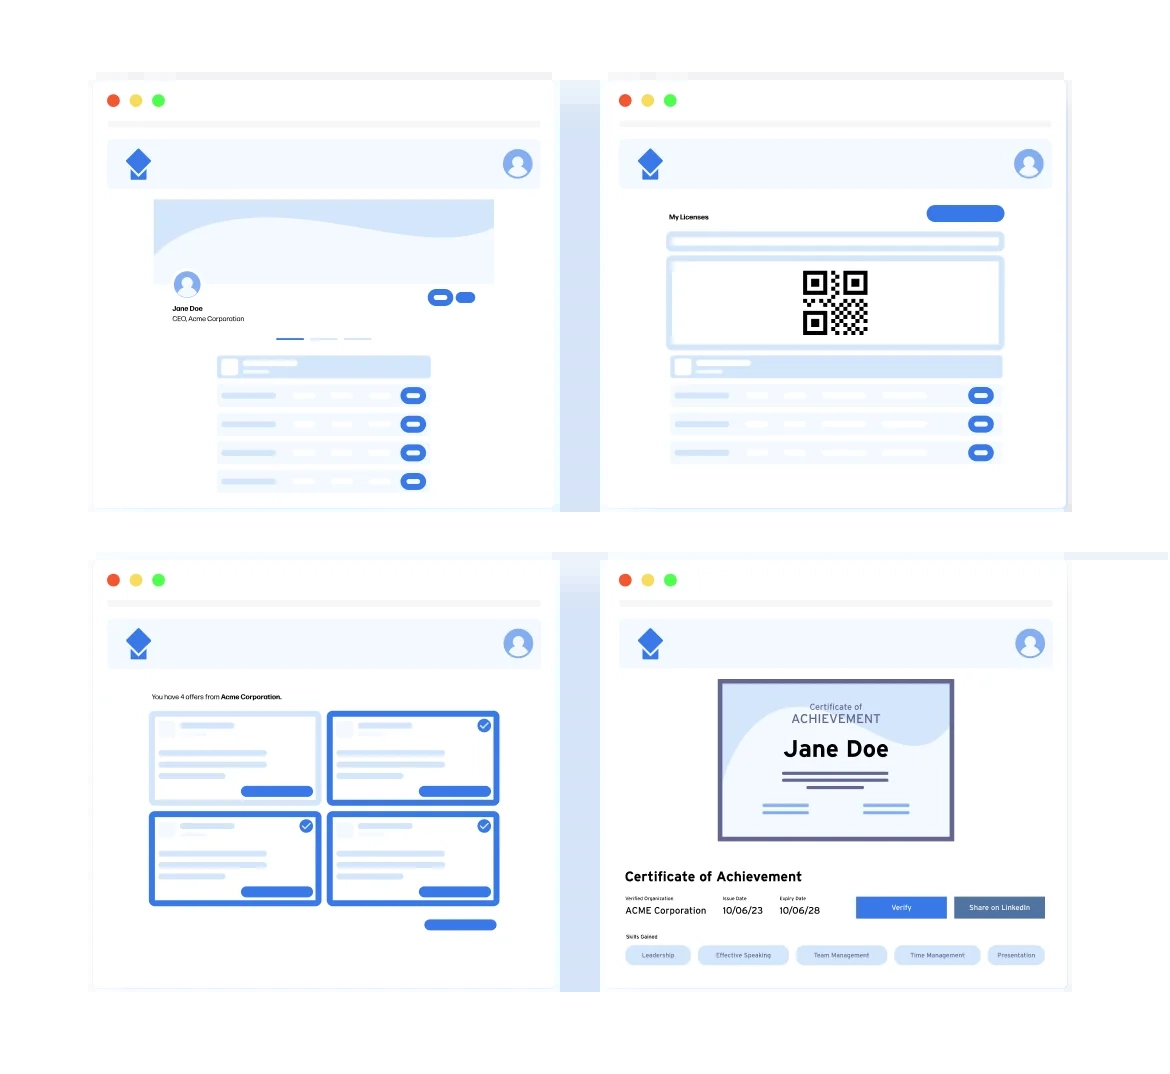 My Licenses
Jane Doe
CEO, Acme Corporation
You have 4 offers from Acme Corporation.
Certificate of
ACHIEVEMENT
Jane Doe
Certificate of Achievement
Verified Organisation Issue Date Expiry Date
ACME Corporation 10/06/23 10/06/28 Verify Share on LinkedIn
Skills Gained
Leadership Effective Speaking Team Management Time Management Presentation